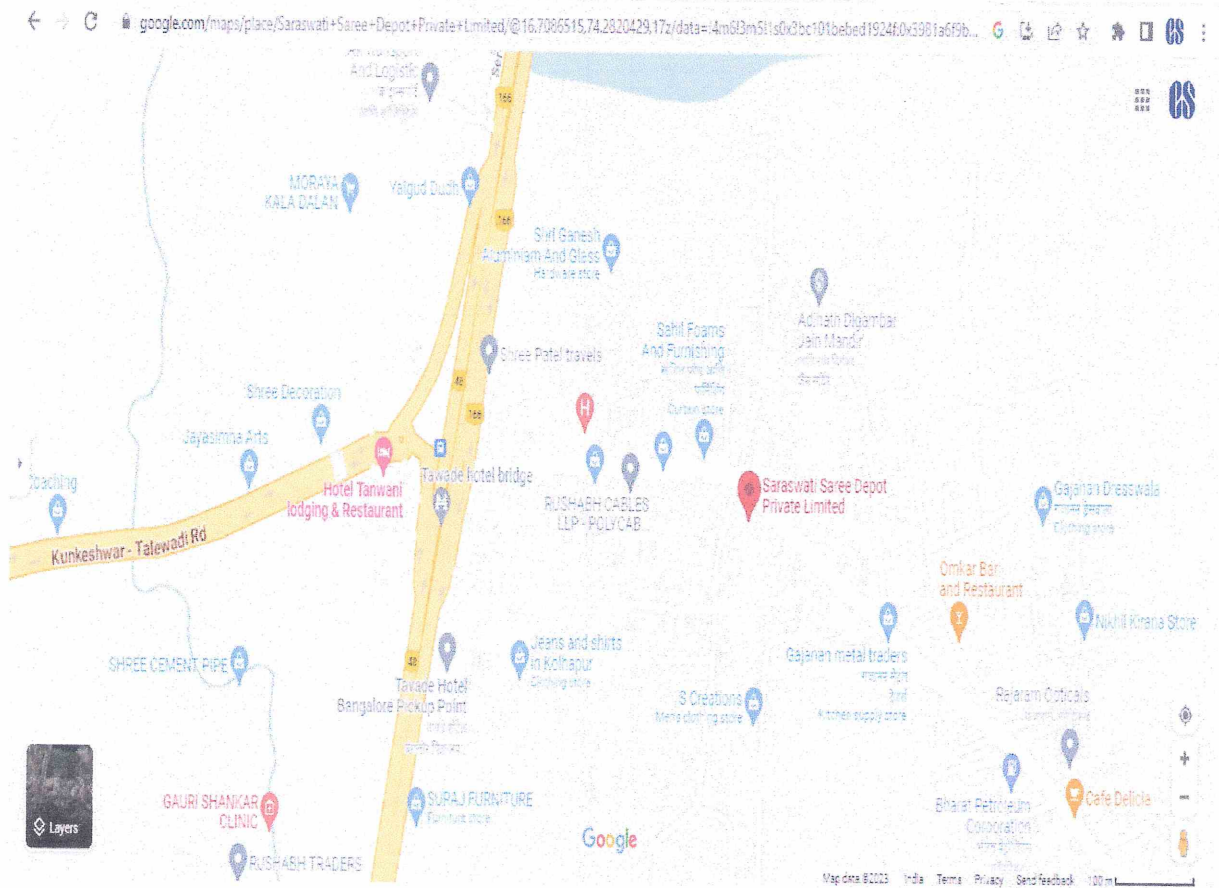 google.com/maps/place/Saraswati+Saree+Depot+Private+Limited/@16.7086515,74.2820429,17z/
And Logistic
166
MORAYA
KALA DALAN
Yalgud Dudh
166
Shri Ganesh
Aluminiam And Glass
Hardware store
Adinath Digambar
Jain Mandir
Sahil Foams
And Furnishing
Curtain store
Shree Patel travels
48
166
Shree Decoration
Jayasimha Arts
Coaching
Hotel Tanwani
lodging & Restaurant
Tawade hotel bridge
RUSHABH CABLES
LLP - POLYCAB
Saraswati Saree Depot
Private Limited
Gajanan Dresswala
Clothing store
Kunkeshwar - Talewadi Rd
Omkar Bar
and Restaurant
Nikhil Kirana Store
SHREE CEMENT PIPE
48
Jeans and shirts
in Kolhapur
Clothing store
Tavade Hotel
Bangalore Pickup Point
Gajanan metal traders
Kitchen supply store
S Creations
Mens clothing store
Rajaram Opticals
Layers
GAURI SHANKAR
CLINIC
SURAJ FURNITURE
Furniture store
Bharat Petroleum
Corporation
Cafe Delicia
Google
RUSHABH TRADERS
Map data ©2023 India Terms Privacy Send feedback 100 m